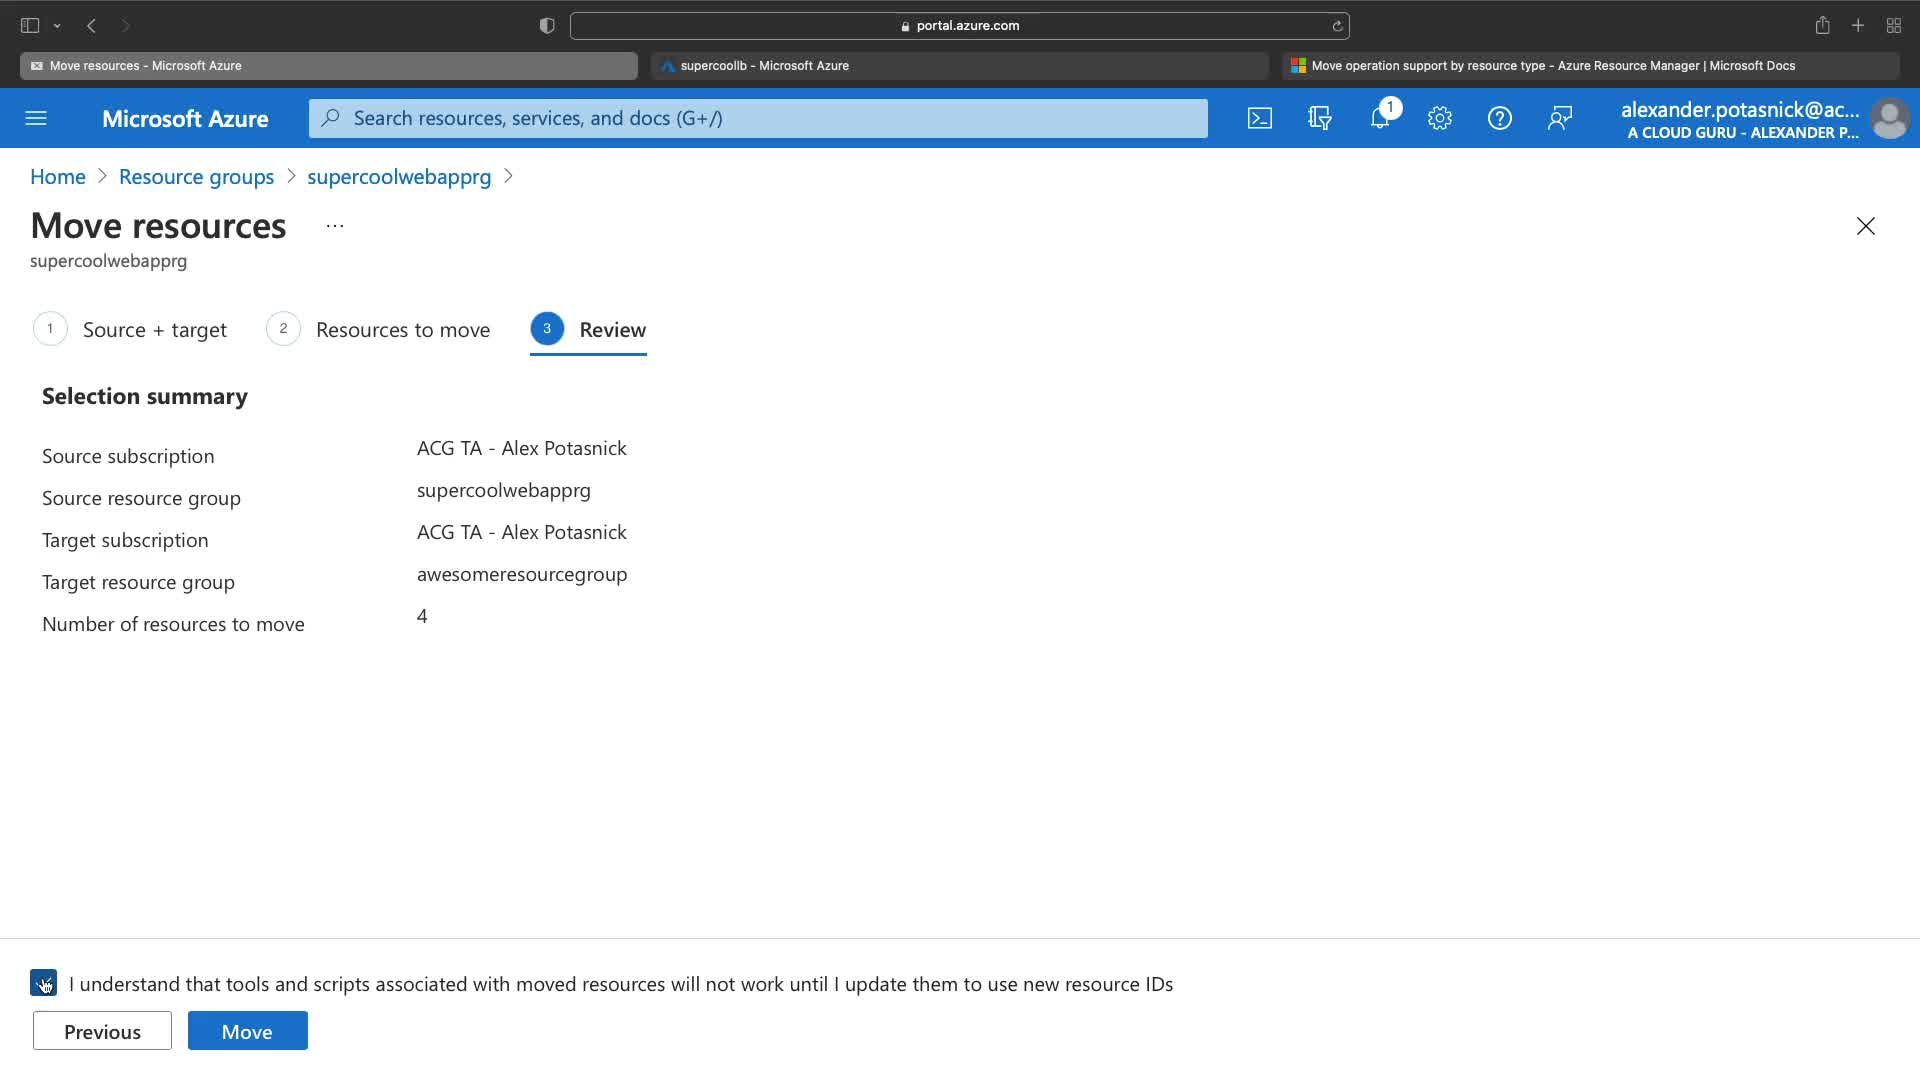 portal.azure.com
Move resources - Microsoft Azure
supercoollb - Microsoft Azure
Move operation support by resource type - Azure Resource Manager | Microsoft Docs
Microsoft Azure
Search resources, services, and docs (G+/)
1
alexander.potasnick@ac...
A CLOUD GURU - ALEXANDER P...
Home > Resource groups > supercoolwebapprg >
Move resources ...
supercoolwebapprg
1 Source + target 2 Resources to move 3 Review
Selection summary
Source subscription ACG TA - Alex Potasnick
Source resource group supercoolwebapprg
Target subscription ACG TA - Alex Potasnick
Target resource group awesomeresourcegroup
Number of resources to move 4
I understand that tools and scripts associated with moved resources will not work until I update them to use new resource IDs
Previous Move